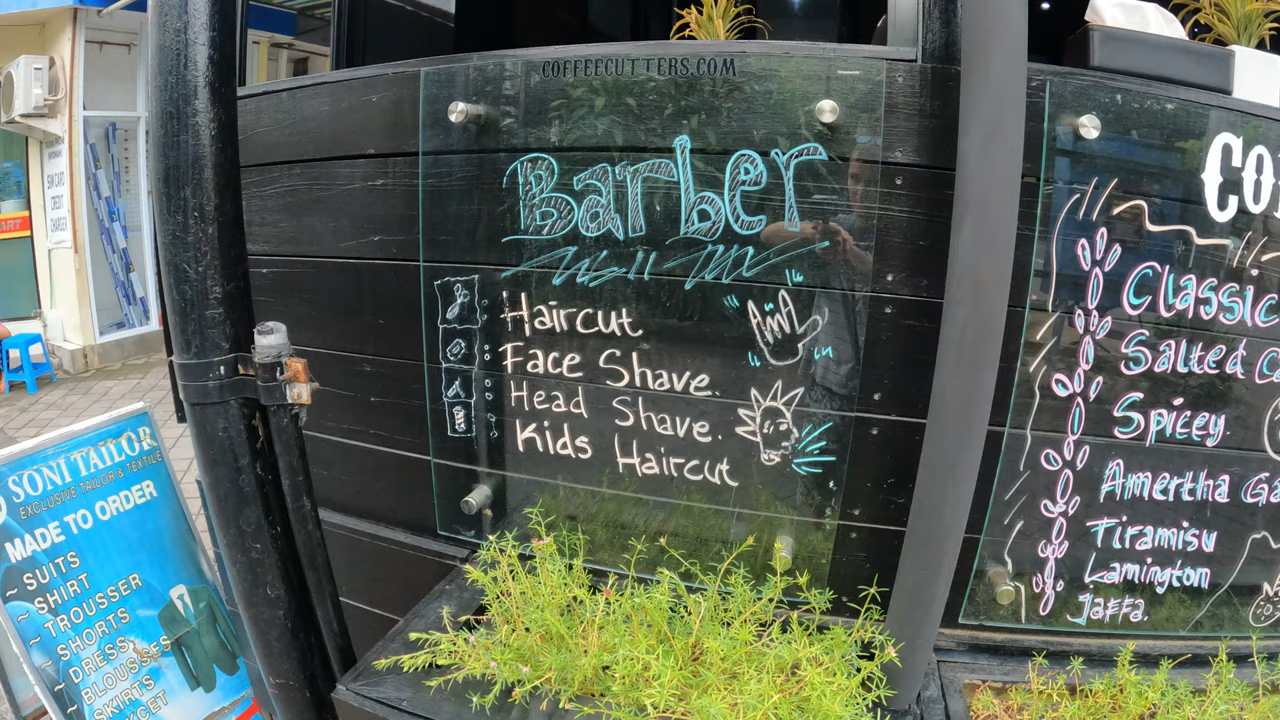 COFFEECUTTERS.COM
Barber
Haircut
Face Shave.
Head Shave.
Kids Haircut
Classic
Salted
Spicey.
Amertha
Tiramisu
Lamington
Jaffa.
SIM CARD
CREDIT
CHARGER
SONI TAILOR
EXCLUSIVE TAILOR & TEXTILE
MADE TO ORDER
~ SUITS
~ SHIRT
~ TROUSSER
~ SHORTS
~ DRESS
~ BLOUSSES
SKIRTS